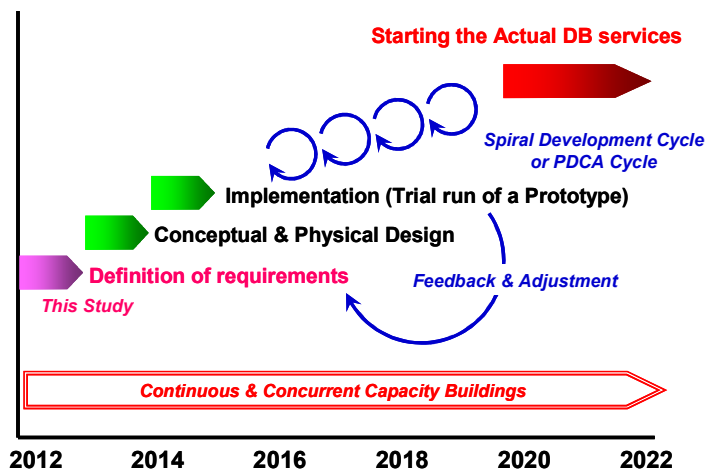 Starting the Actual DB services
Spiral Development Cycle
or PDCA Cycle
Implementation (Trial run of a Prototype)
Conceptual & Physical Design
Definition of requirements
Feedback & Adjustment
This Study
Continuous & Concurrent Capacity Buildings
2012 2014 2016 2018 2020 2022